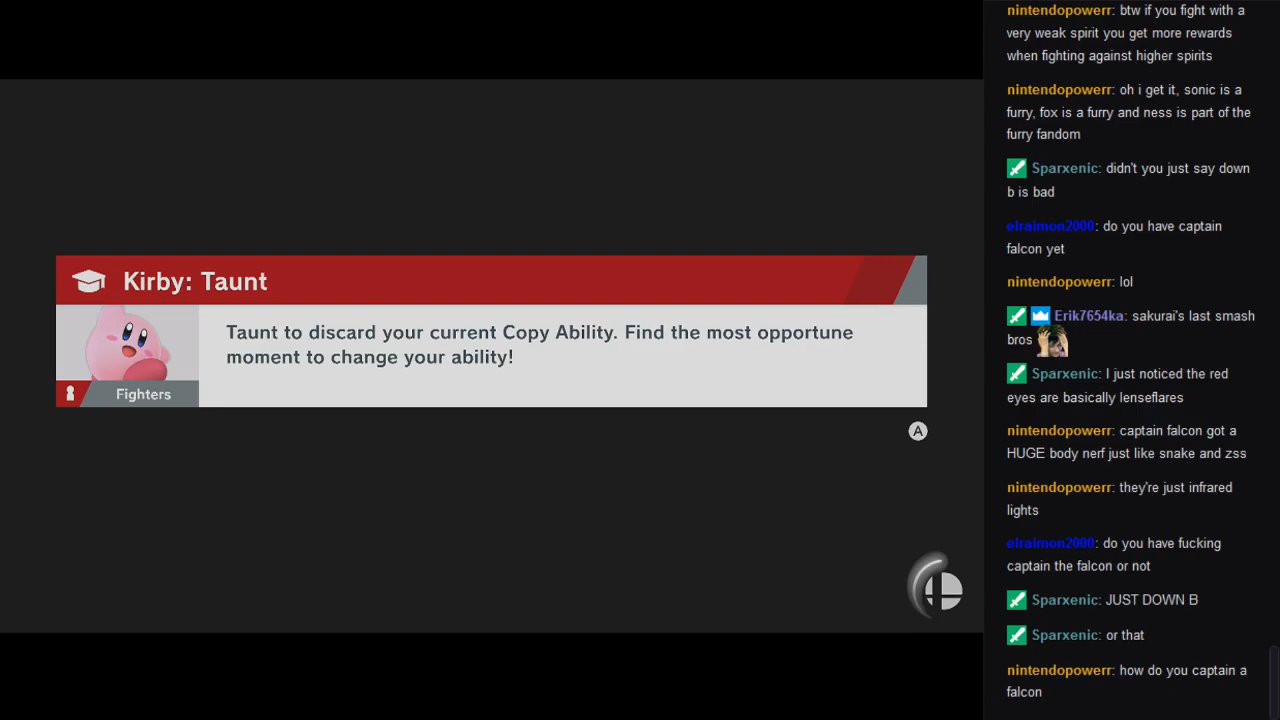 Kirby: Taunt
Taunt to discard your current Copy Ability. Find the most opportune
moment to change your ability!
Fighters
A
nintendopowerr: btw if you fight with a
very weak spirit you get more rewards
when fighting against higher spirits
nintendopowerr: oh i get it, sonic is a
furry, fox is a furry and ness is part of the
furry fandom
Sparxenic: didn't you just say down
b is bad
elraimon2000: do you have captain
falcon yet
nintendopowerr: lol
Erik7654ka: sakurai's last smash
bros
Sparxenic: I just noticed the red
eyes are basically lenseflares
nintendopowerr: captain falcon got a
HUGE body nerf just like snake and zss
nintendopowerr: they're just infrared
lights
elraimon2000: do you have fucking
captain the falcon or not
Sparxenic: JUST DOWN B
Sparxenic: or that
nintendopowerr: how do you captain a
falcon